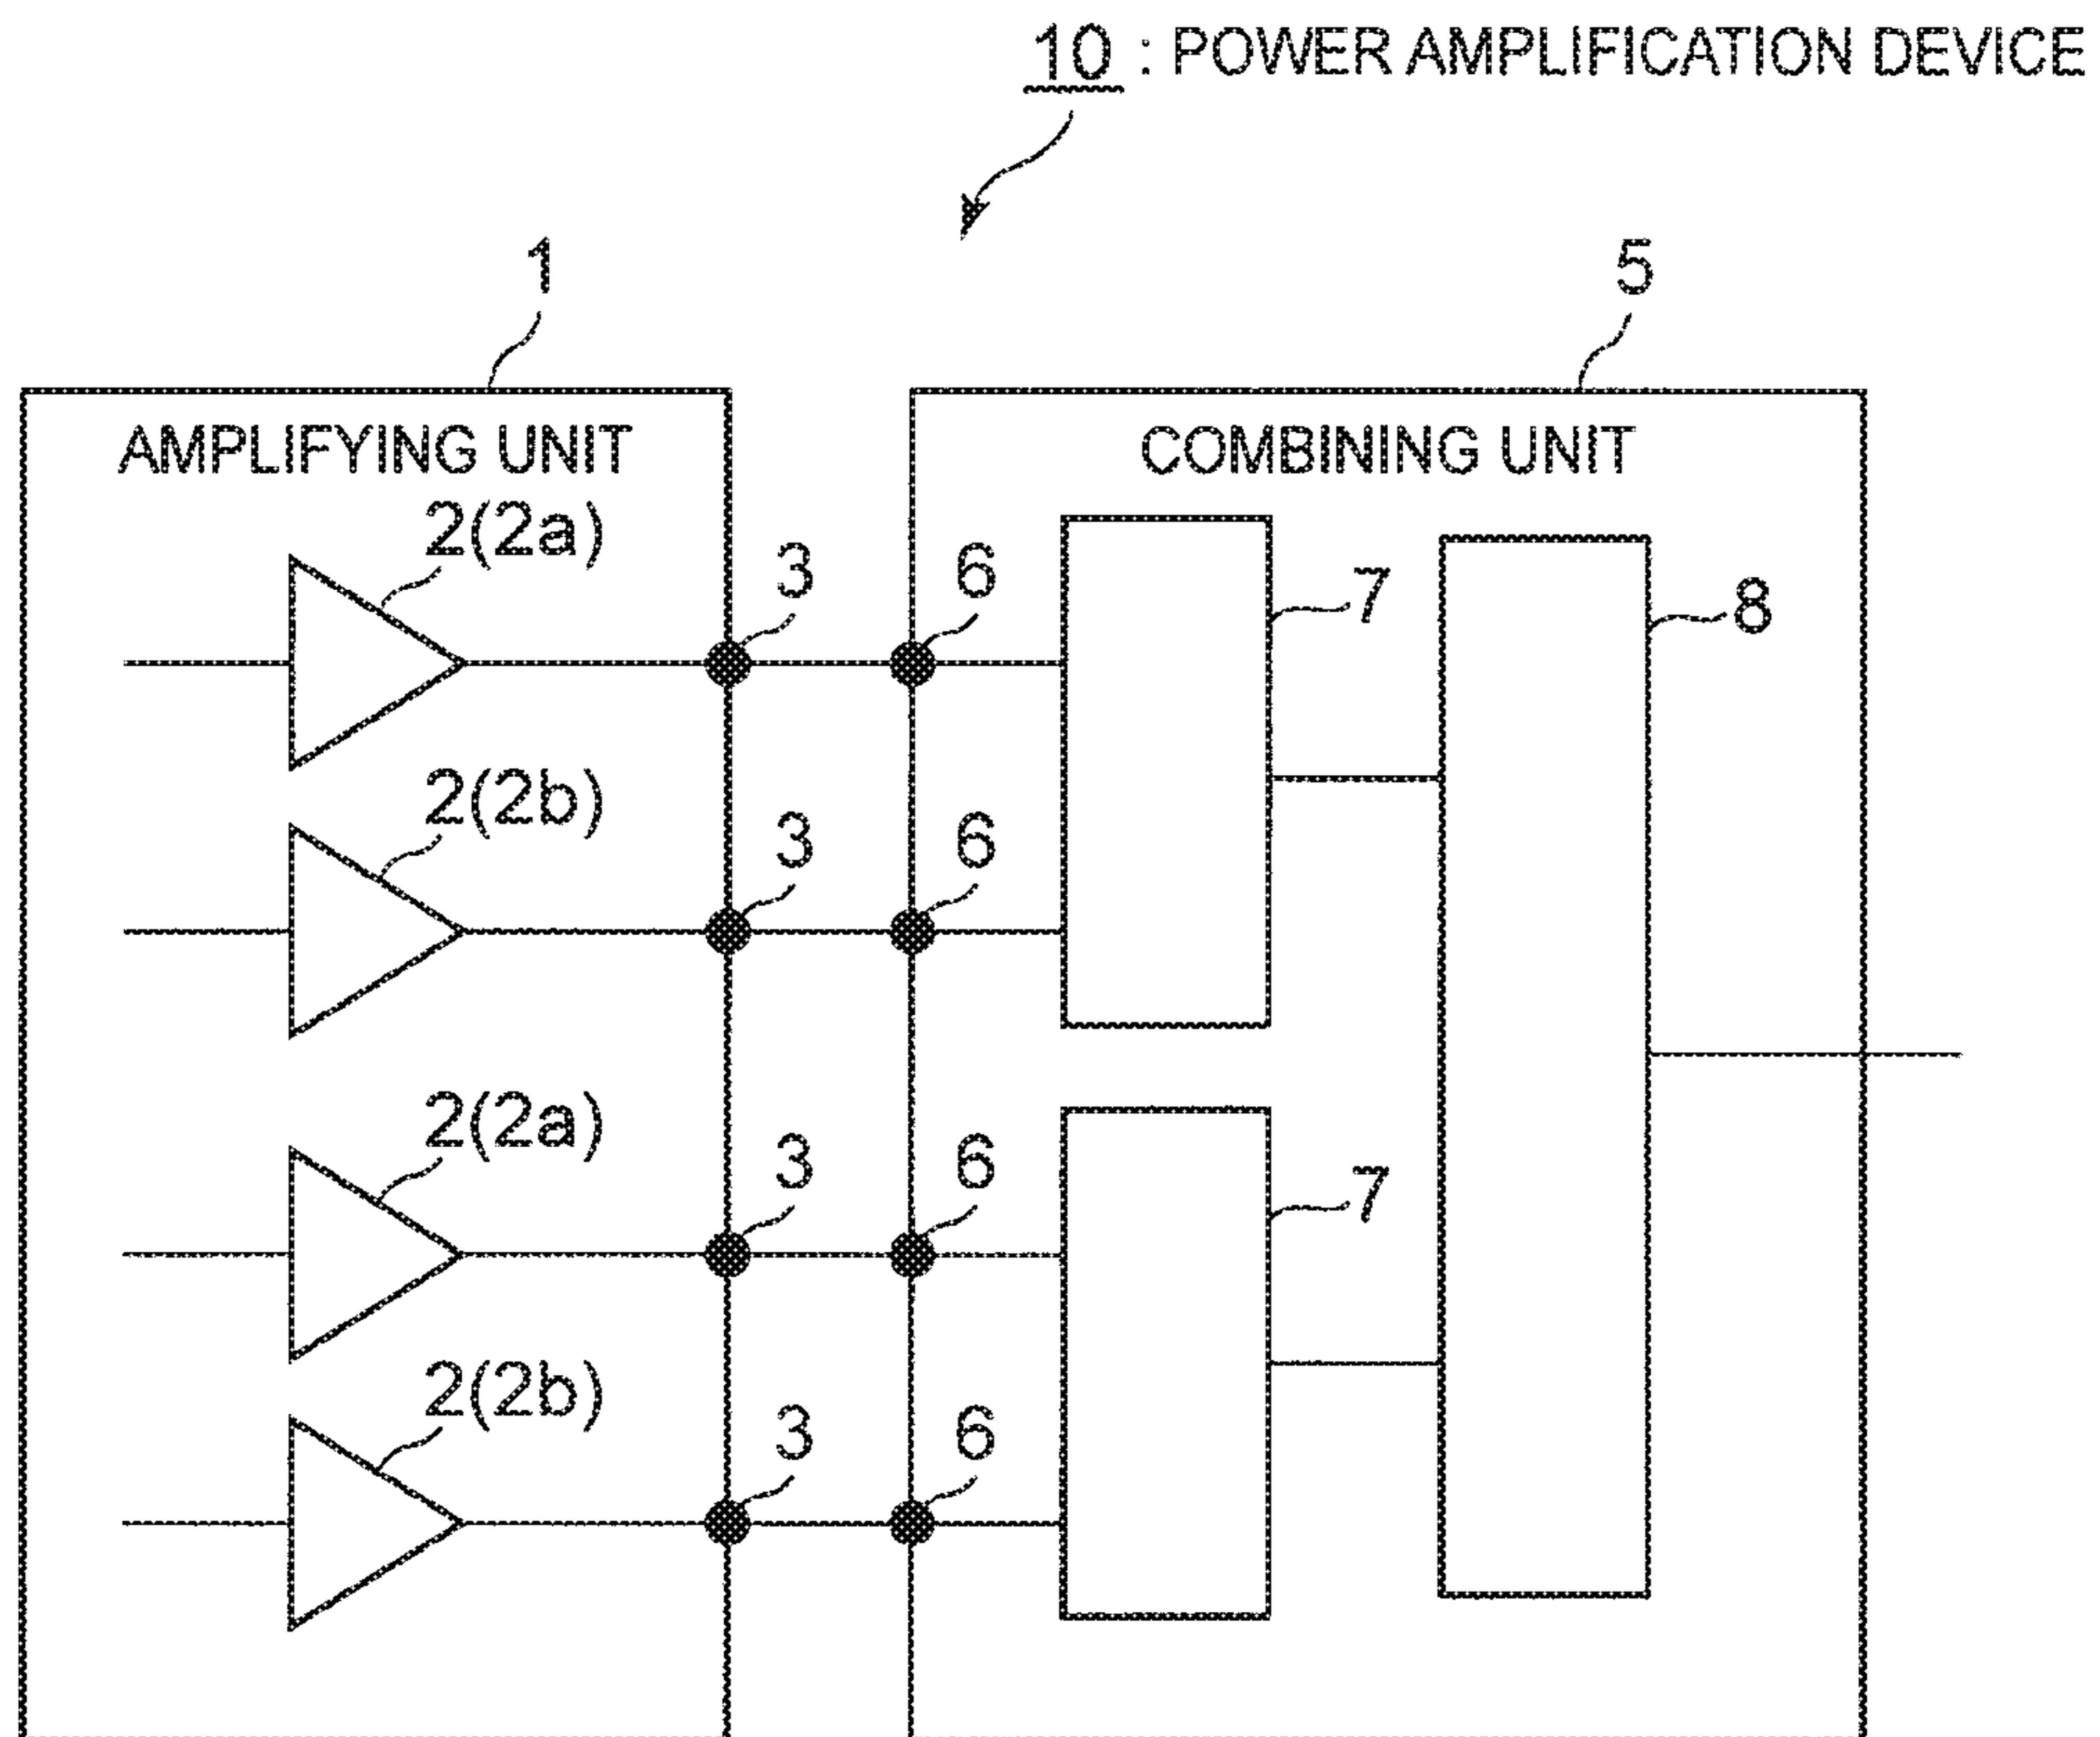 10 : POWER AMPLIFICATION DEVICE
1
5
AMPLIFYING UNIT
COMBINING UNIT
2(2a)
3
6
7
8
2(2b)
3
6
2(2a)
3
6
7
2(2b)
3
6